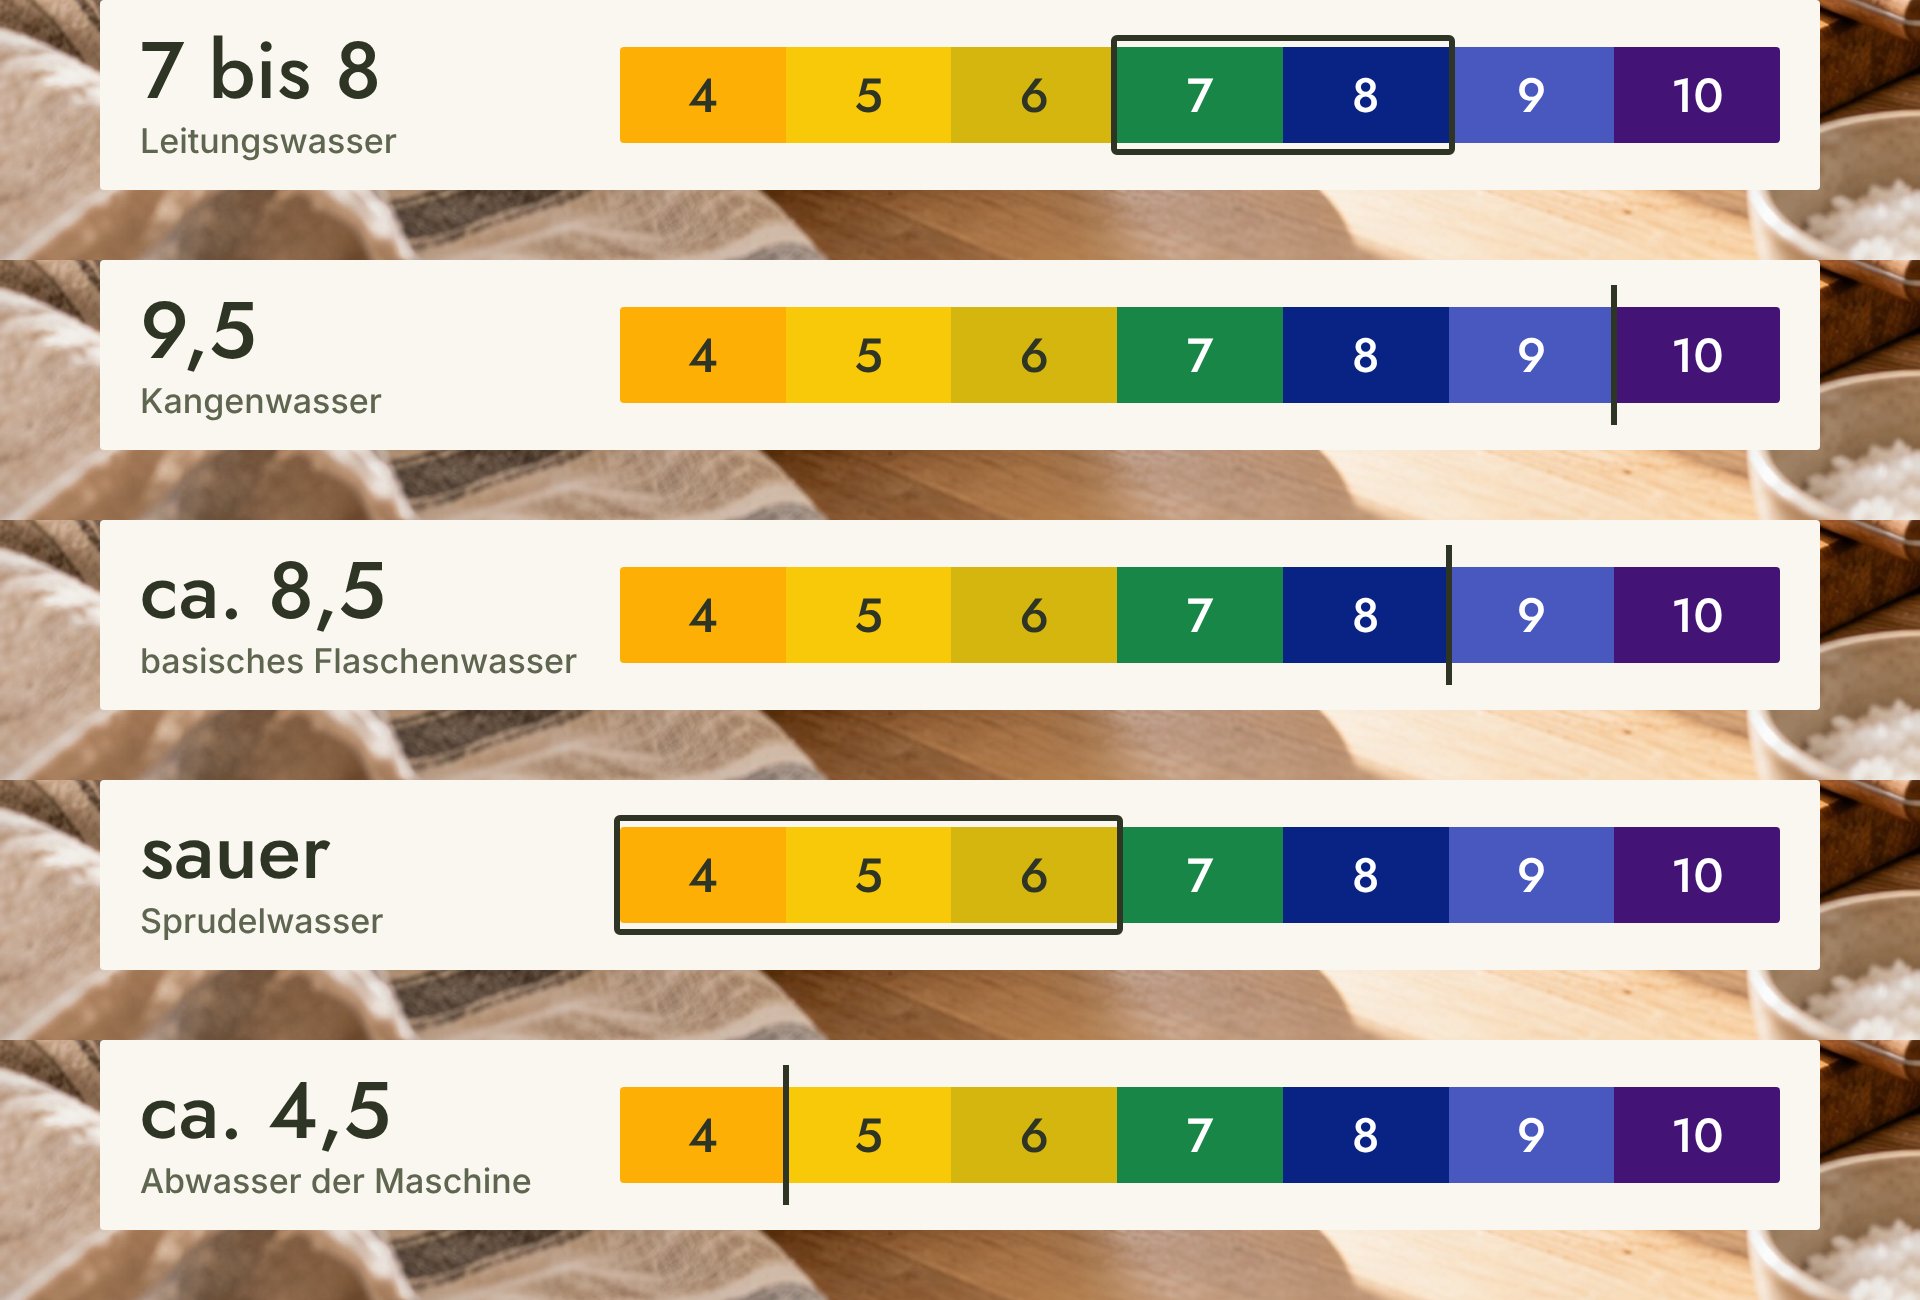 7 bis 8
Leitungswasser
4 5 6 7 8 9 10
9,5
Kangenwasser
4 5 6 7 8 9 10
ca. 8,5
basisches Flaschenwasser
4 5 6 7 8 9 10
sauer
Sprudelwasser
4 5 6 7 8 9 10
ca. 4,5
Abwasser der Maschine
4 5 6 7 8 9 10